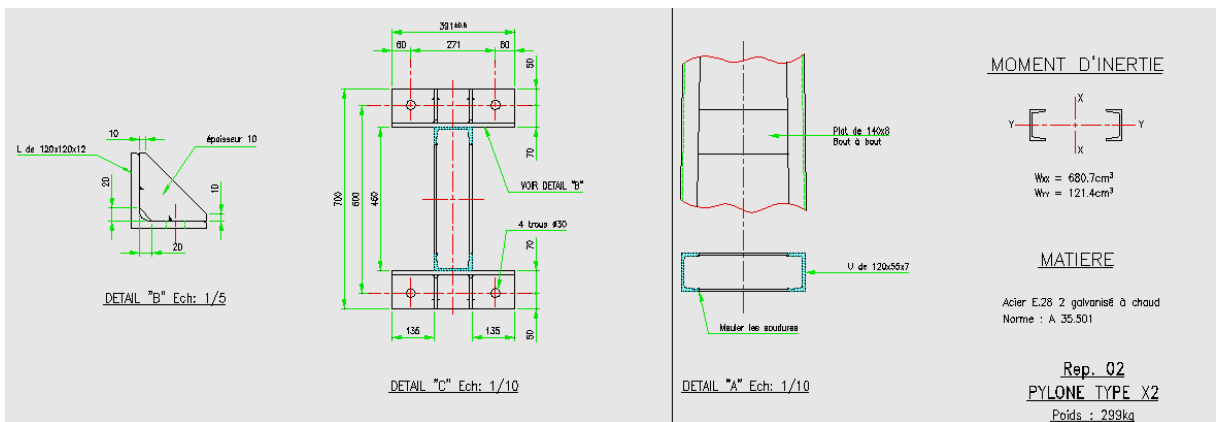 10
épaisseur 10
L de 120x120x12
20
10
20
DETAIL "B" Ech: 1/5
391±0.5
60
271
60
50
70
VOIR DETAIL "B"
700
600
460
4 trous ø30
70
135
135
50
DETAIL "C" Ech: 1/10
Plat de 140x8
Bout à bout
U de 120x55x7
Meuler les soudures
DETAIL "A" Ech: 1/10
MOMENT D'INERTIE
X
Y
Y
X
Wxx = 680.7cm³
Wyy = 121.4cm³
MATIERE
Acier E.28 2 galvanisé à chaud
Norme : A 35.501
Rep. 02
PYLONE TYPE X2
Poids : 299kg